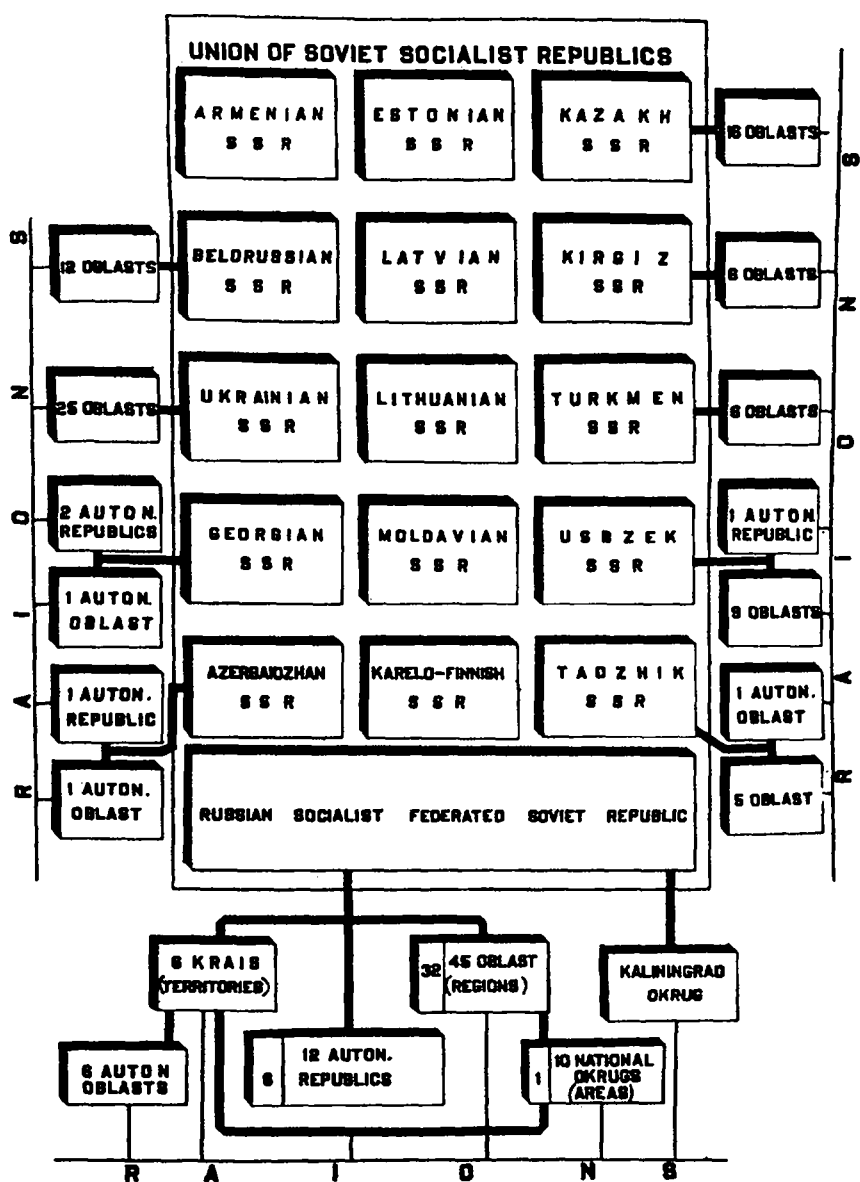 UNION OF SOVIET SOCIALIST REPUBLICS
ARMENIAN
S S R
ESTONIAN
S S R
KAZAKH
S S R
16 OBLASTS
BELORUSSIAN
S S R
LATVIAN
S S R
KIRGIZ
S S R
12 OBLASTS
6 OBLASTS
UKRAINIAN
S S R
LITHUANIAN
S S R
TURKMEN
S S R
25 OBLASTS
6 OBLASTS
2 AUTON.
REPUBLICS
1 AUTON.
OBLAST
GEORGIAN
S S R
MOLDAVIAN
S S R
USBZEK
S S R
1 AUTON.
REPUBLIC
9 OBLASTS
1 AUTON.
REPUBLIC
1 AUTON.
OBLAST
AZERBAIDZHAN
S S R
KARELO-FINNISH
S S R
TADZHIK
S S R
1 AUTON.
OBLAST
5 OBLAST
RUSSIAN SOCIALIST FEDERATED SOVIET REPUBLIC
6 KRAIS
(TERRITORIES)
32
45 OBLAST
(REGIONS)
KALININGRAD
OKRUG
6 AUTON
OBLASTS
6
12 AUTON.
REPUBLICS
1
10 NATIONAL
OKRUGS
(AREAS)
RAIONS
RAIONS
RAIONS